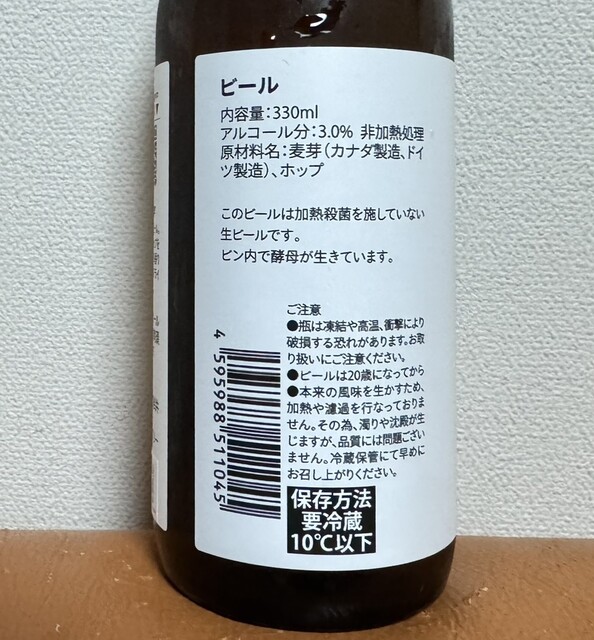 ビール
内容量：330ml
アルコール分：3.0% 非加熱処理
原材料名：麦芽（カナダ製造、ドイ
ツ製造）、ホップ
このビールは加熱殺菌を施していない
生ビールです。
ビン内で酵母が生きています。
ご注意
●瓶は凍結や高温、衝撃により
破損する恐れがあります。お取
り扱いにご注意ください。
●ビールは20歳になってから
●本来の風味を生かすため、
加熱や濾過を行なっておりま
せん。その為、濁りや沈殿が生
じますが、品質には問題ござい
ません。冷蔵保管にて早めに
お召し上がりください。
保存方法
要冷蔵
10℃以下
4 595988 511045